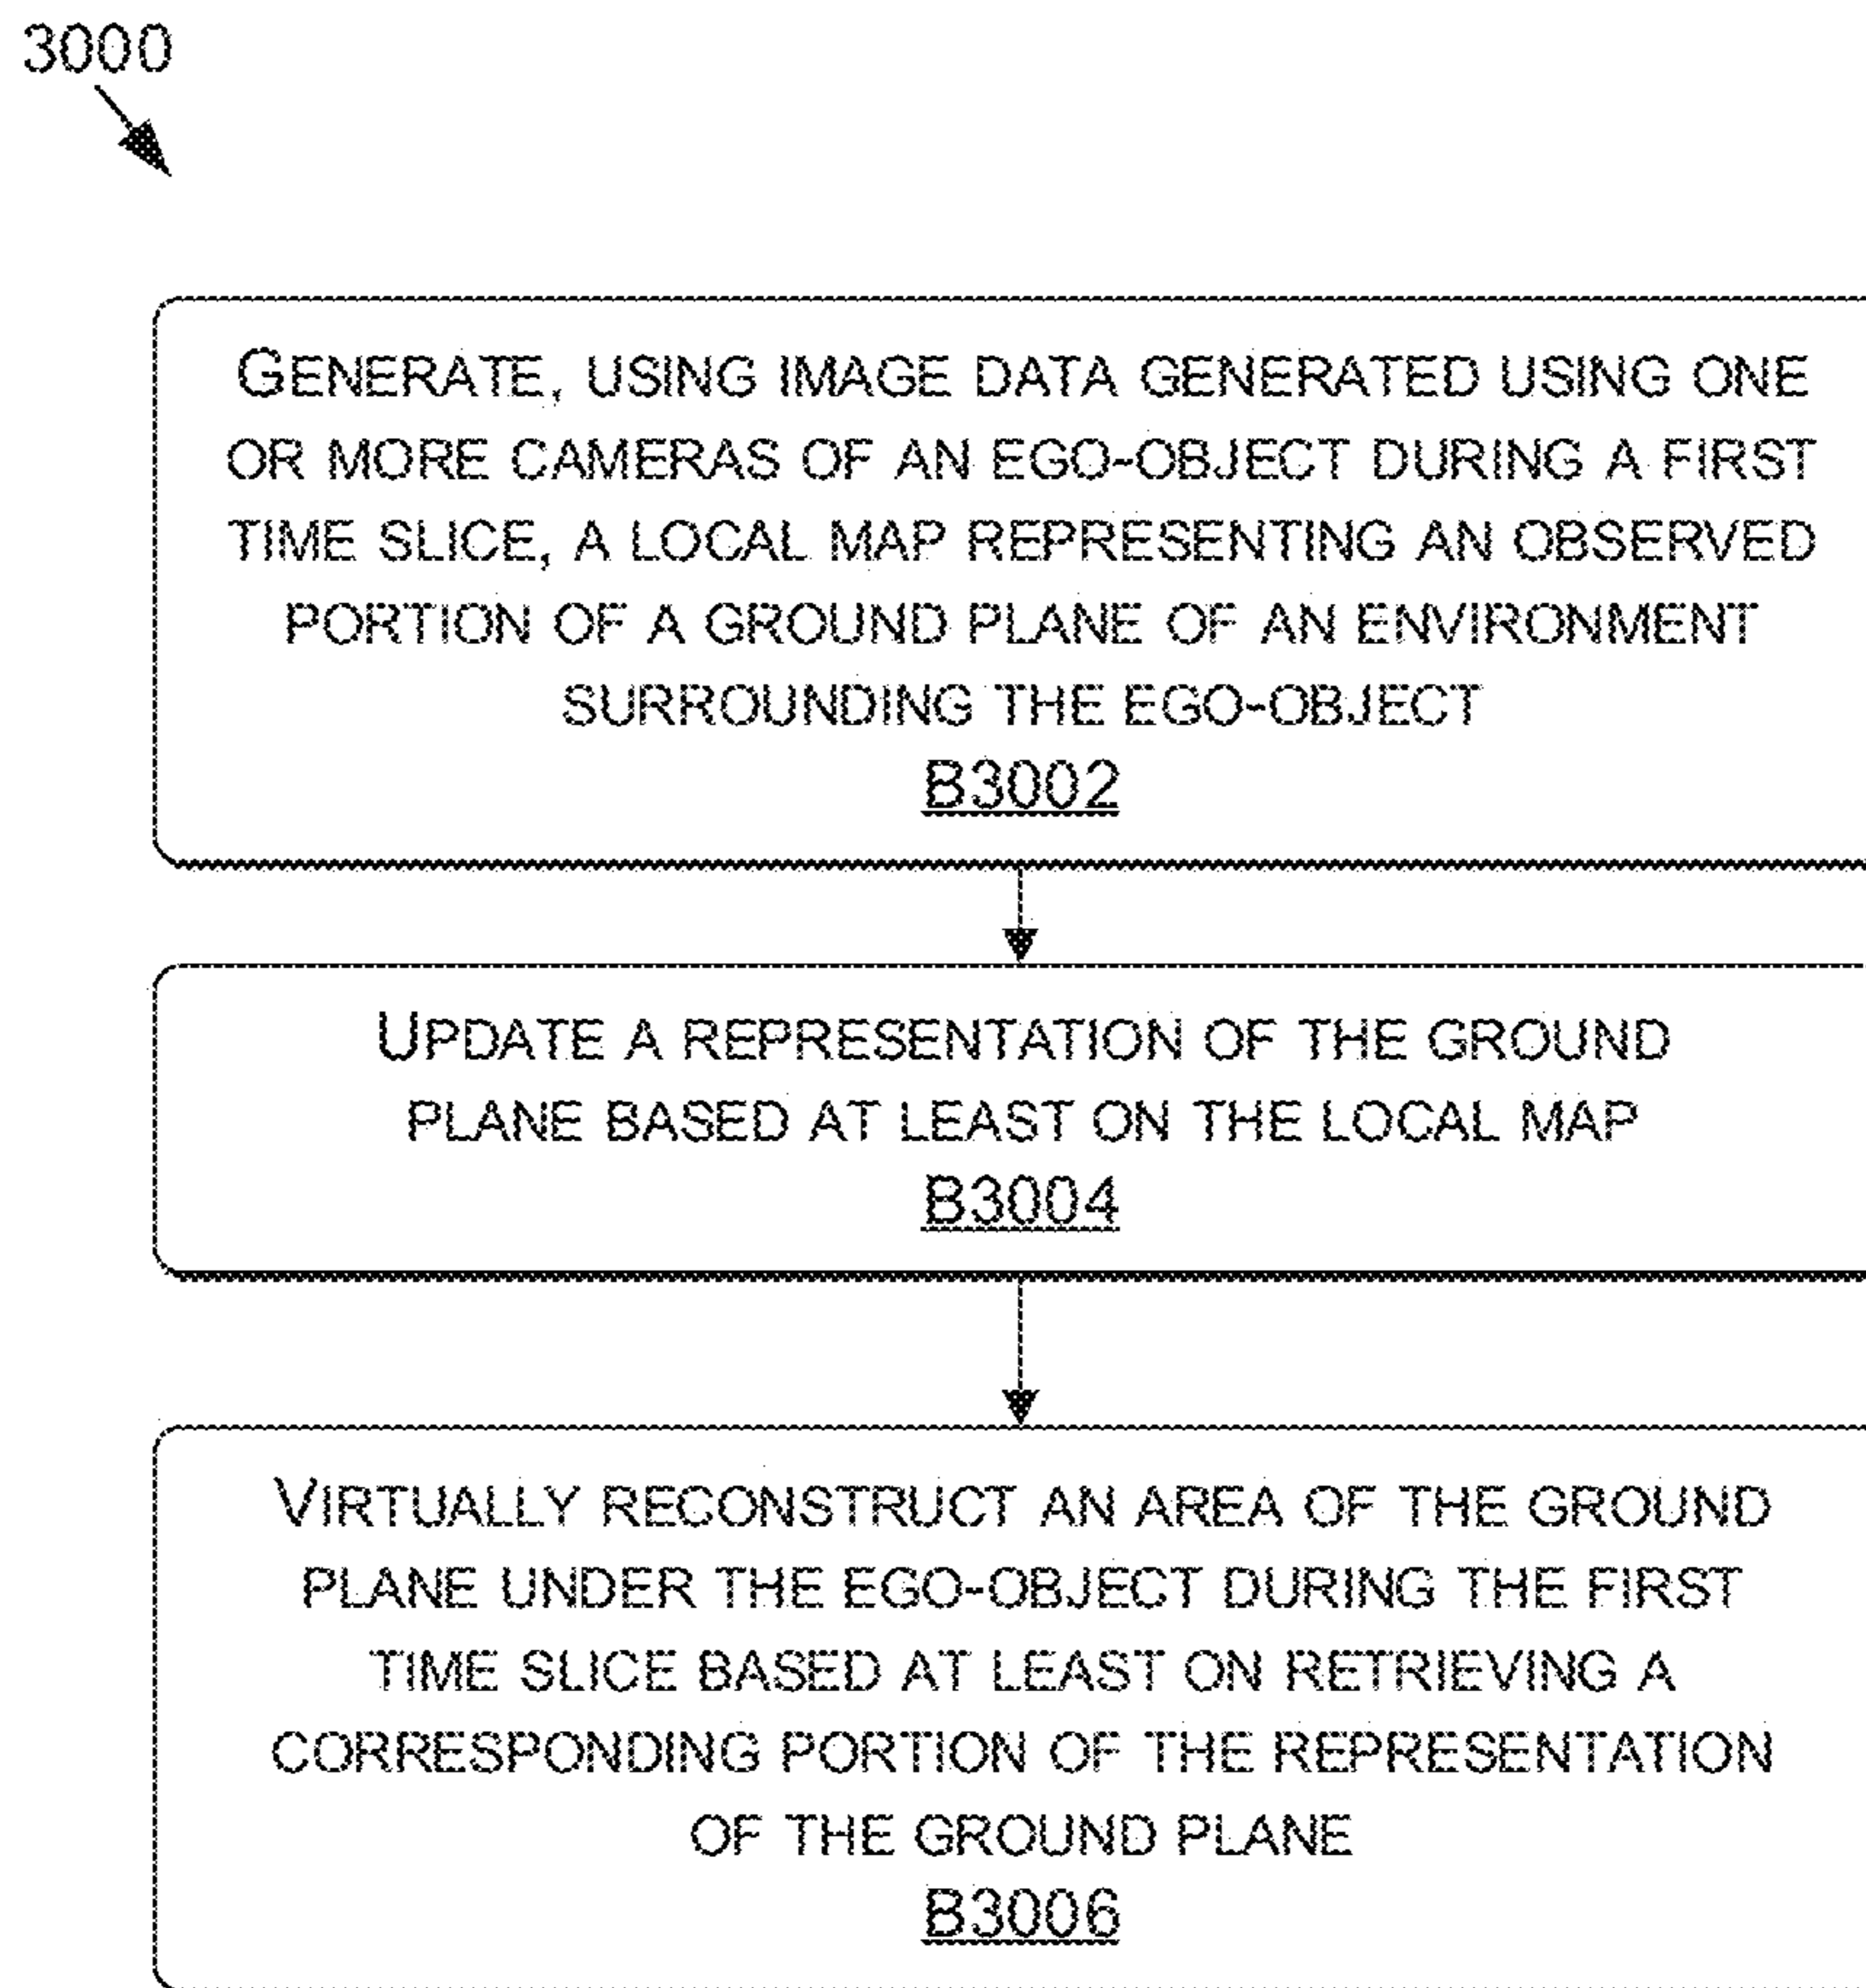 3000
GENERATE, USING IMAGE DATA GENERATED USING ONE
OR MORE CAMERAS OF AN EGO-OBJECT DURING A FIRST
TIME SLICE, A LOCAL MAP REPRESENTING AN OBSERVED
PORTION OF A GROUND PLANE OF AN ENVIRONMENT
SURROUNDING THE EGO-OBJECT
B3002
UPDATE A REPRESENTATION OF THE GROUND
PLANE BASED AT LEAST ON THE LOCAL MAP
B3004
VIRTUALLY RECONSTRUCT AN AREA OF THE GROUND
PLANE UNDER THE EGO-OBJECT DURING THE FIRST
TIME SLICE BASED AT LEAST ON RETRIEVING A
CORRESPONDING PORTION OF THE REPRESENTATION
OF THE GROUND PLANE
B3006